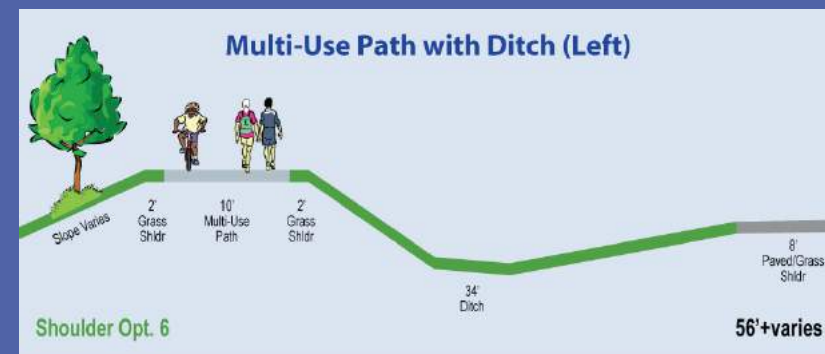 Multi-Use Path with Ditch (Left)
Slope Varies
2'
Grass
Shldr
10'
Multi-Use
Path
2'
Grass
Shldr
34'
Ditch
8'
Paved/Grass
Shldr
Shoulder Opt. 6
56'+varies